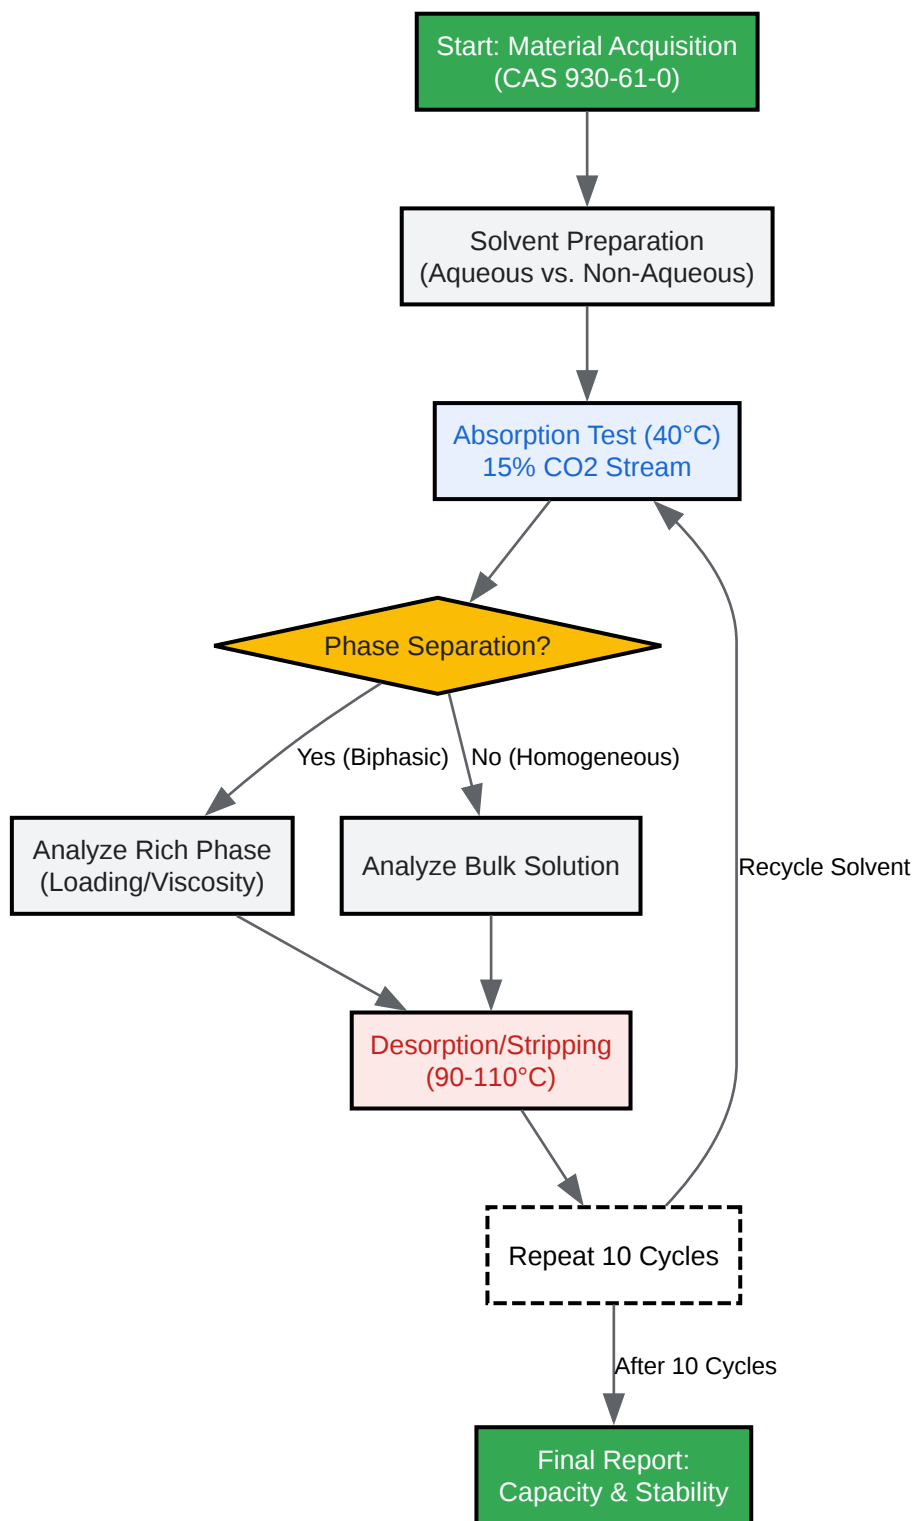 Start: Material Acquisition
(CAS 930-61-0)
Solvent Preparation
(Aqueous vs. Non-Aqueous)
Absorption Test (40°C)
15% CO2 Stream
Phase Separation?
Yes (Biphasic)
No (Homogeneous)
Analyze Rich Phase
(Loading/Viscosity)
Analyze Bulk Solution
Recycle Solvent
Desorption/Stripping
(90-110°C)
Repeat 10 Cycles
After 10 Cycles
Final Report:
Capacity & Stability